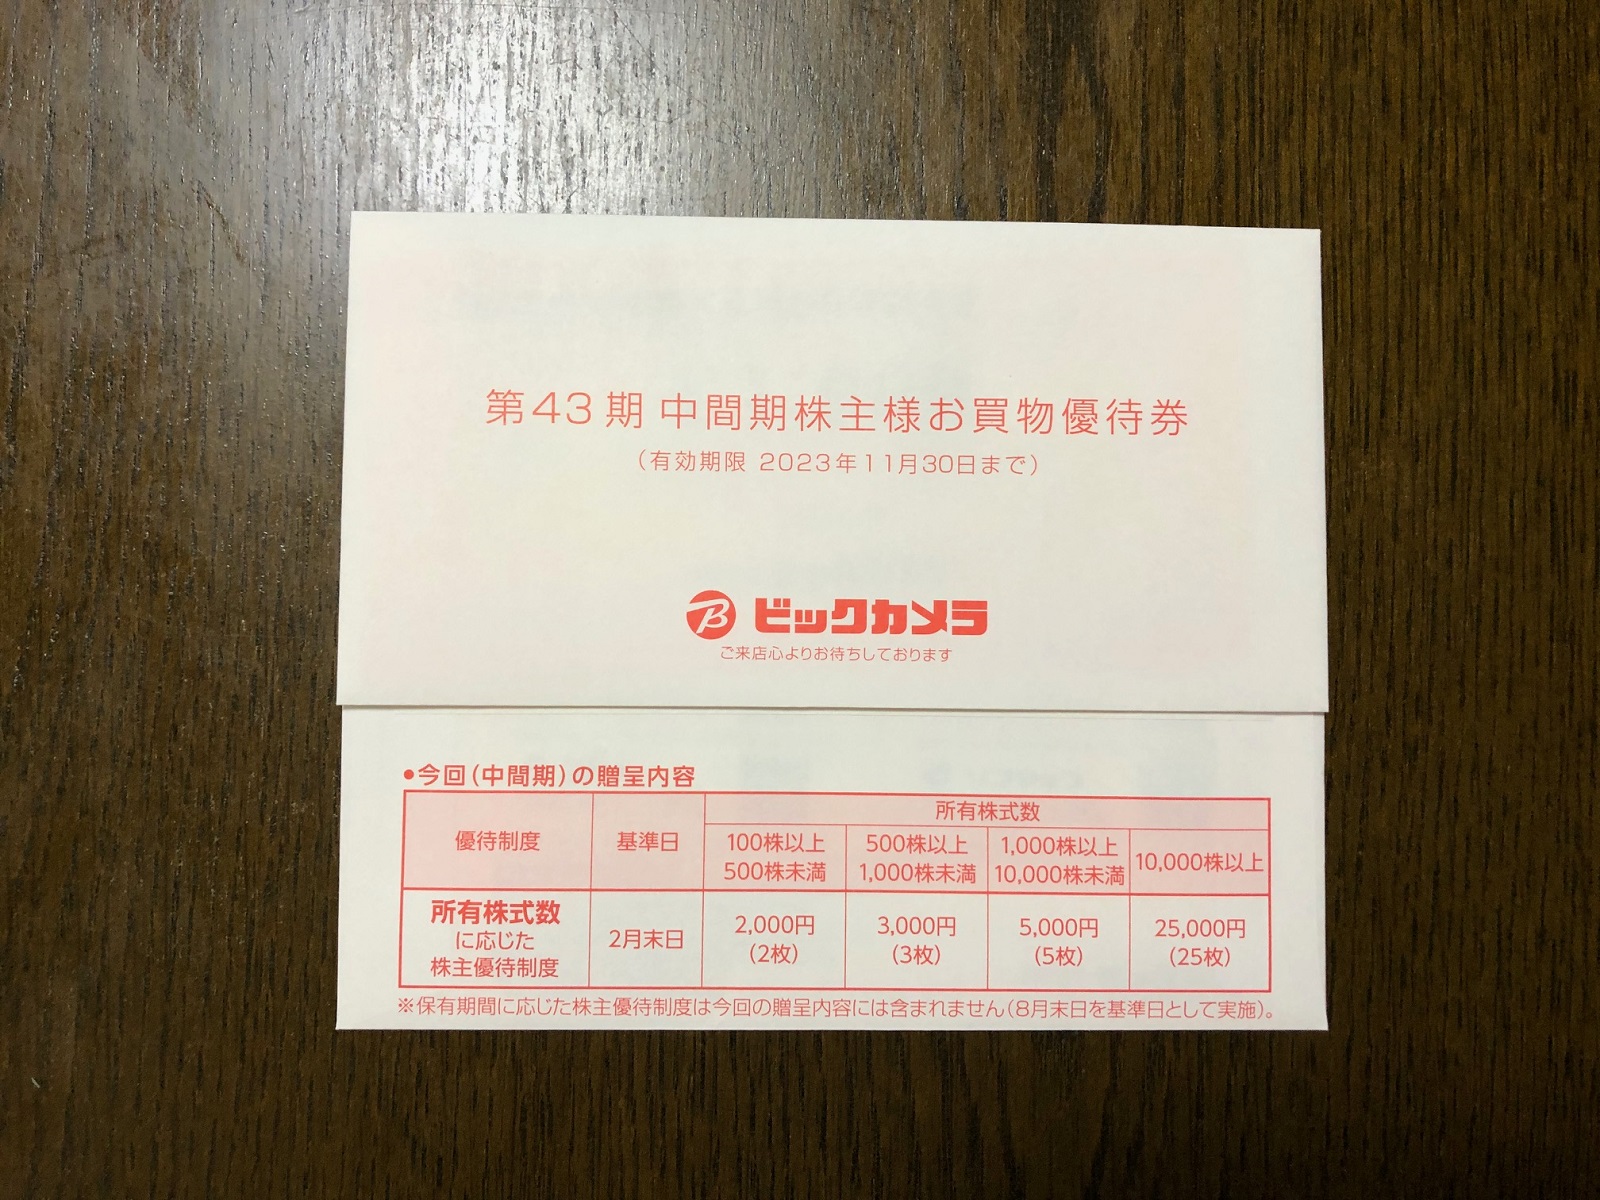 第43期 中間期株主様お買物優待券
（有効期限 2023年11月30日まで）
B ビックカメラ
ご来店心よりお待ちしております
●今回（中間期）の贈呈内容
優待制度 基準日 所有株式数
100株以上 500株以上 1,000株以上 10,000株以上
500株未満 1,000株未満 10,000株未満
所有株式数 に応じた 株主優待制度 2月末日 2,000円 3,000円 5,000円 25,000円
(2枚) (3枚) (5枚) (25枚)
※保有期間に応じた株主優待制度は今回の贈呈内容には含まれません（8月末日を基準日として実施）。